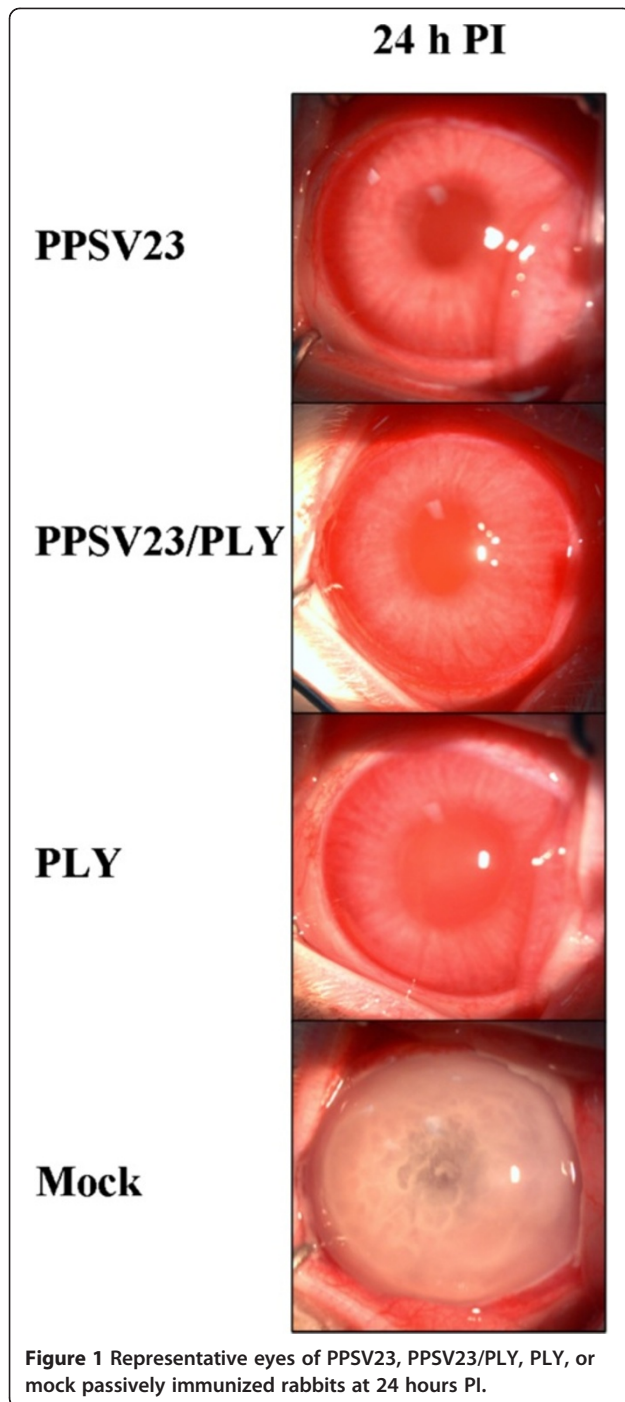 24 h PI
PPSV23
PPSV23/PLY
PLY
Mock
Figure 1 Representative eyes of PPSV23, PPSV23/PLY, PLY, or
mock passively immunized rabbits at 24 hours PI.